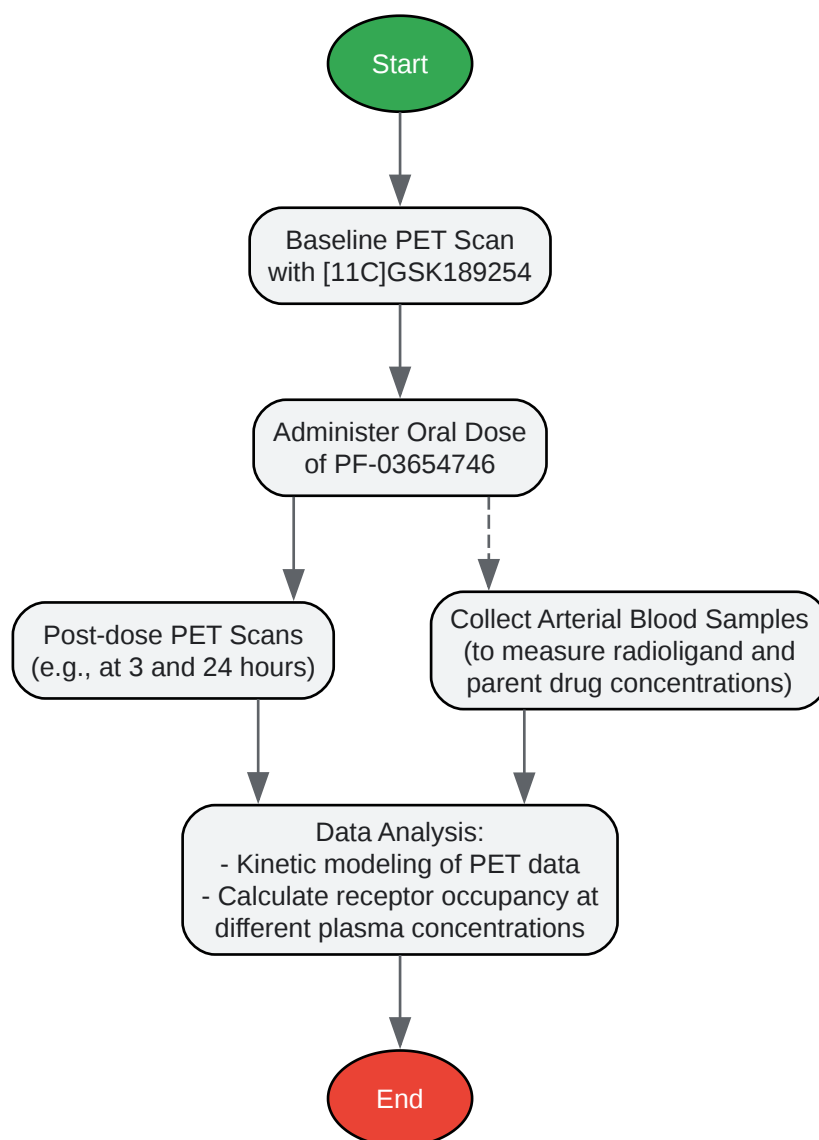 Start
Baseline PET Scan
with [11C]GSK189254
Administer Oral Dose
of PF-03654746
Post-dose PET Scans
(e.g., at 3 and 24 hours)
Collect Arterial Blood Samples
(to measure radioligand and
parent drug concentrations)
Data Analysis:
- Kinetic modeling of PET data
- Calculate receptor occupancy at
different plasma concentrations
End